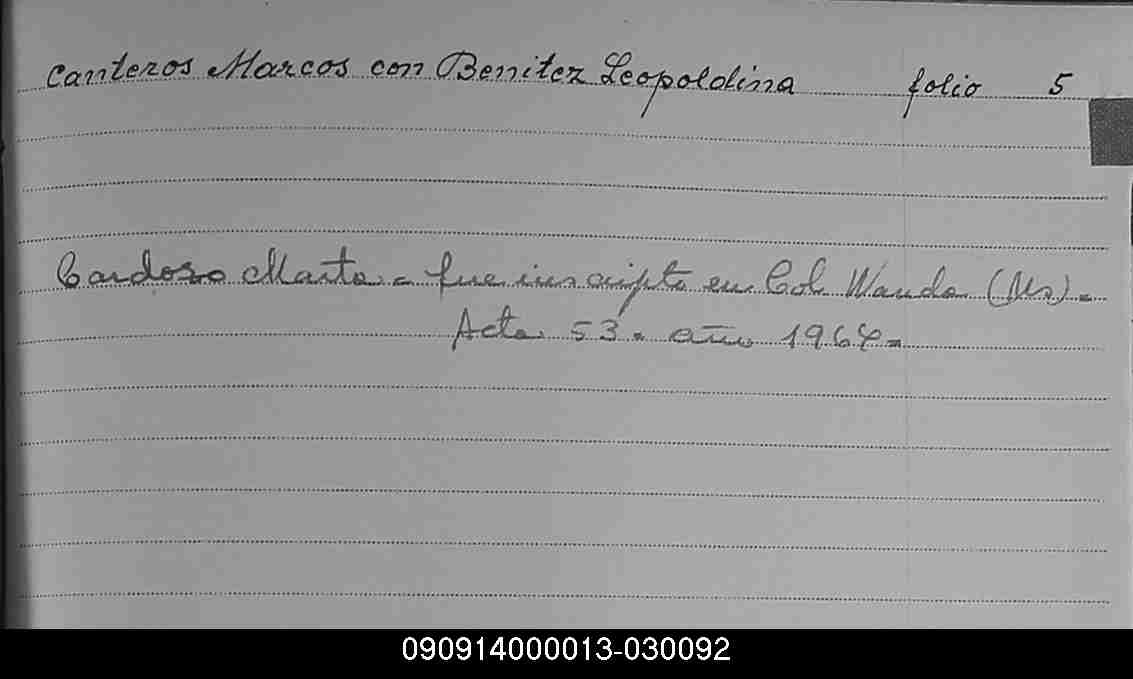 Canteros Marcos con Benitez Leopoldina folio 5
Cardozo Marta - fue inscripta en Col. Wanda (Ms) -
Acta 53 - año 1964 -
090914000013-030092